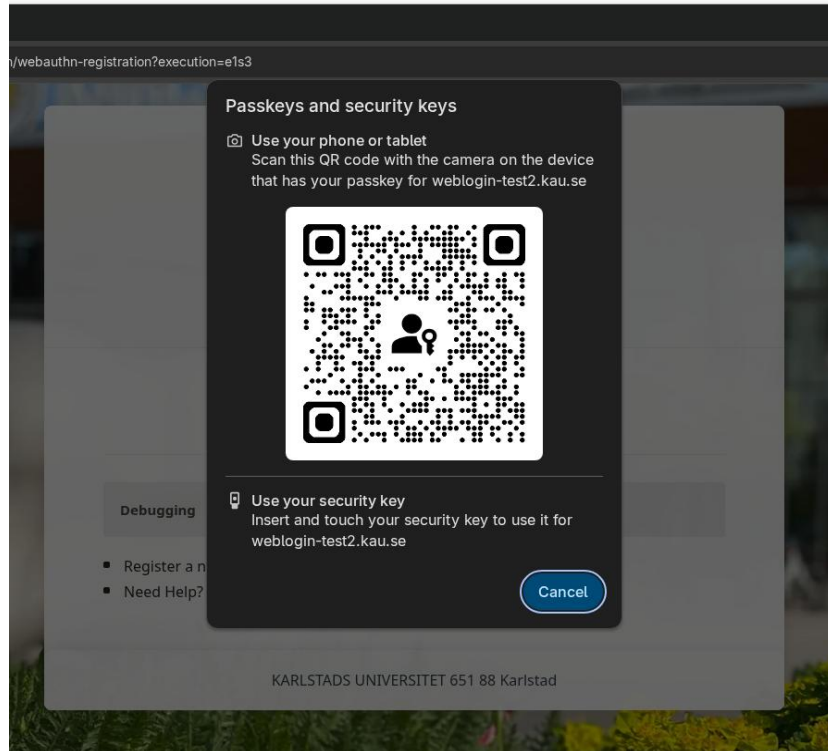 n/webauthn-registration?execution=e1s3
Passkeys and security keys
Use your phone or tablet
Scan this QR code with the camera on the device
that has your passkey for weblogin-test2.kau.se
Use your security key
Insert and touch your security key to use it for
weblogin-test2.kau.se
Cancel
Debugging
Register a n
Need Help?
KARLSTADS UNIVERSITET 651 88 Karlstad